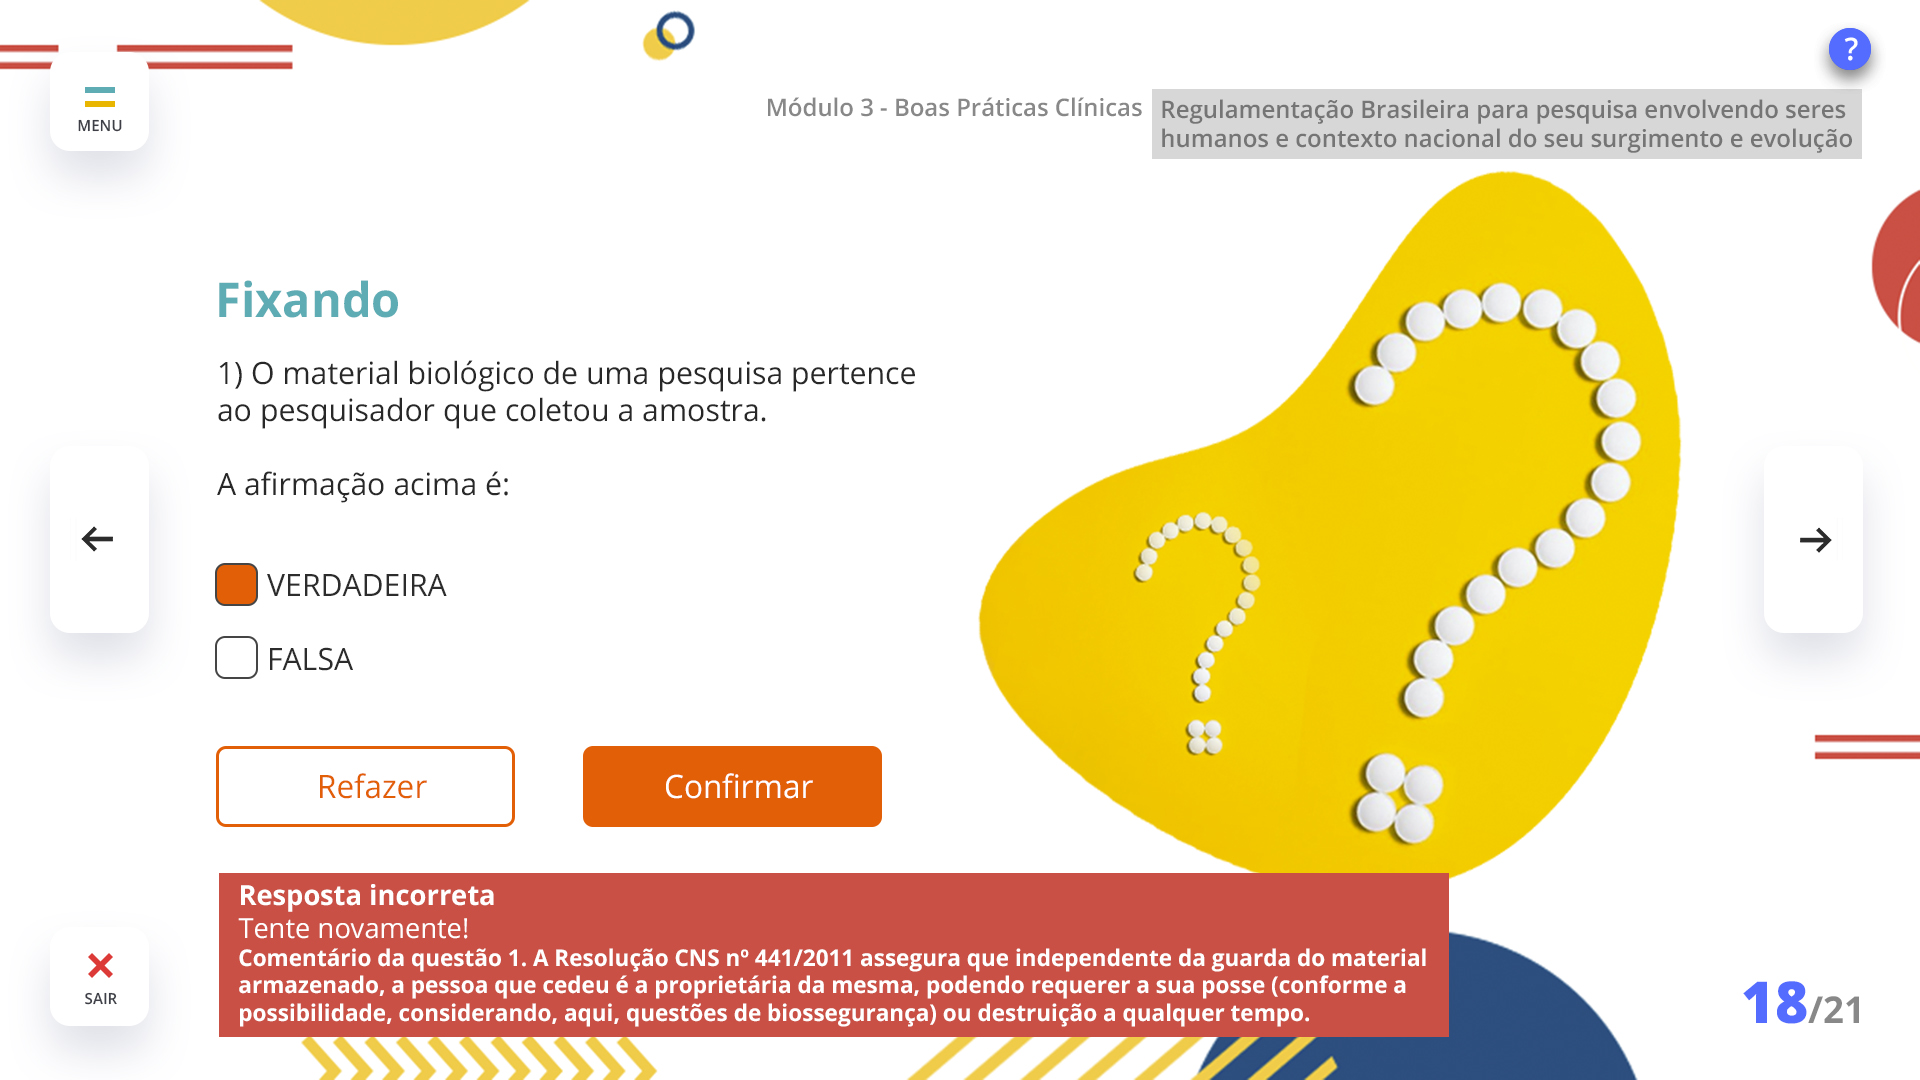 ?
MENU
Módulo 3 - Boas Práticas Clínicas
Regulamentação Brasileira para pesquisa envolvendo seres
humanos e contexto nacional do seu surgimento e evolução
Fixando
1) O material biológico de uma pesquisa pertence
ao pesquisador que coletou a amostra.
A afirmação acima é:
VERDADEIRA
FALSA
Refazer
Confirmar
Resposta incorreta
Tente novamente!
Comentário da questão 1. A Resolução CNS nº 441/2011 assegura que independente da guarda do material
armazenado, a pessoa que cedeu é a proprietária da mesma, podendo requerer a sua posse (conforme a
possibilidade, considerando, aqui, questões de biossegurança) ou destruição a qualquer tempo.
SAIR
18/21